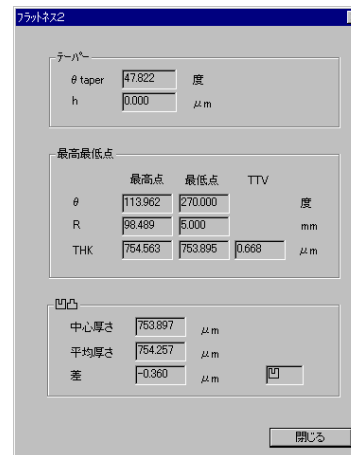 フラットネス2
テーパー
θ taper 47.822 度
h 0.000 μm
最高最低点
最高点 最低点 TTV
θ 113.962 270.000 度
R 98.489 5.000 mm
THK 754.563 753.895 0.668 μm
凹凸
中心厚さ 753.897 μm
平均厚さ 754.257 μm
差 -0.360 μm 凹
閉じる